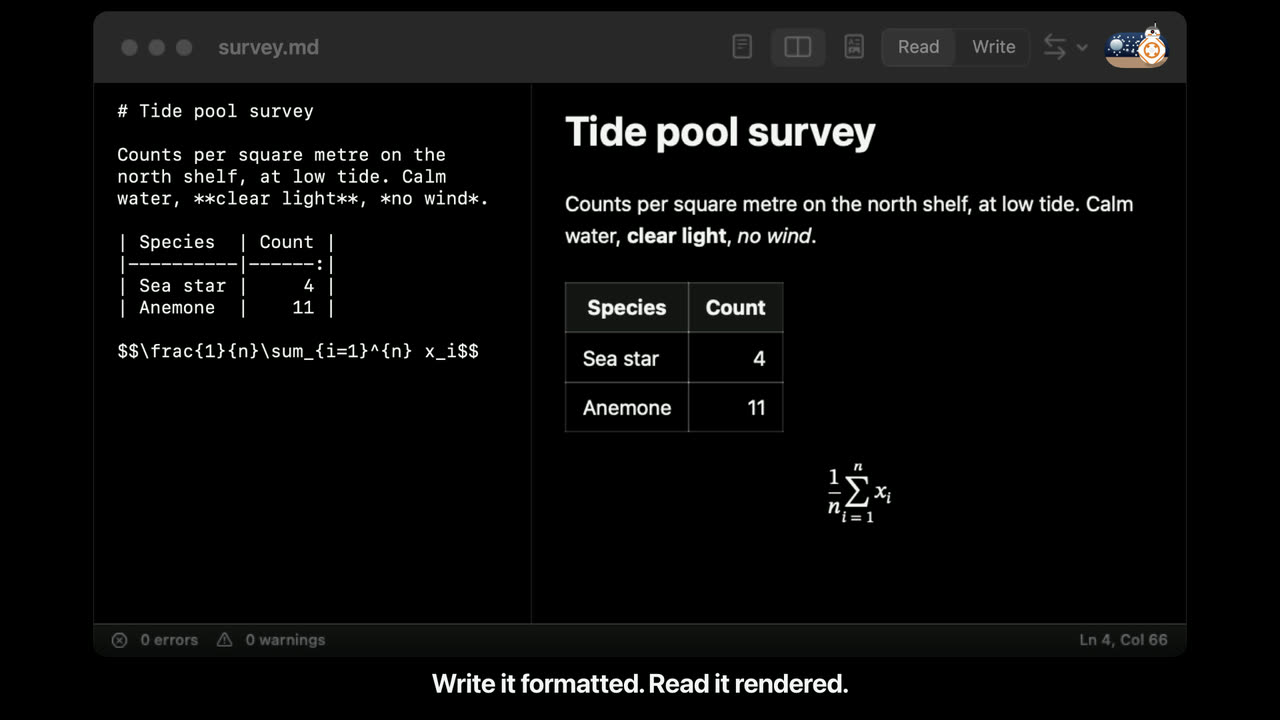 survey.md
Read
Write
# Tide pool survey
Counts per square metre on the
north shelf, at low tide. Calm
water, **clear light**, *no wind*.
| Species  | Count |
|----------|------:|
| Sea star |     4 |
| Anemone  |    11 |
$$\frac{1}{n}\sum_{i=1}^{n} x_i$$
Tide pool survey
Counts per square metre on the north shelf, at low tide. Calm
water, clear light, no wind.
Species Count
Sea star 4
Anemone 11
n
1
∑ x_i
n
i = 1
0 errors
0 warnings
Ln 4, Col 66
Write it formatted. Read it rendered.